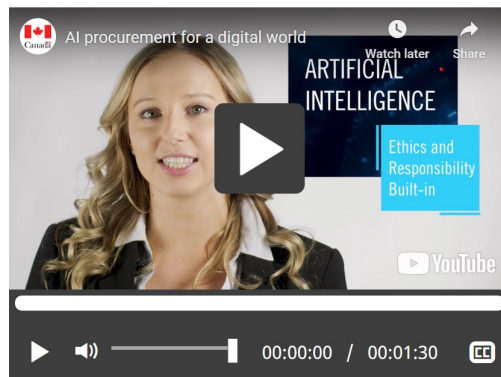 Canada
AI procurement for a digital world
Watch later
Share
ARTIFICIAL
INTELLIGENCE
Ethics and
Responsibility
Built-in
YouTube
00:00:00 / 00:01:30
CC